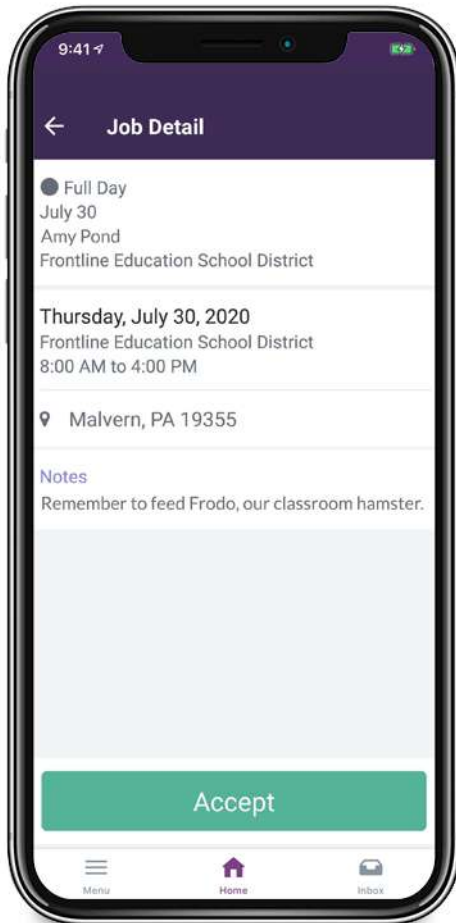 9:41
Job Detail
Full Day
July 30
Amy Pond
Frontline Education School District
Thursday, July 30, 2020
Frontline Education School District
8:00 AM to 4:00 PM
Malvern, PA 19355
Notes
Remember to feed Frodo, our classroom hamster.
Accept
Menu Home Inbox